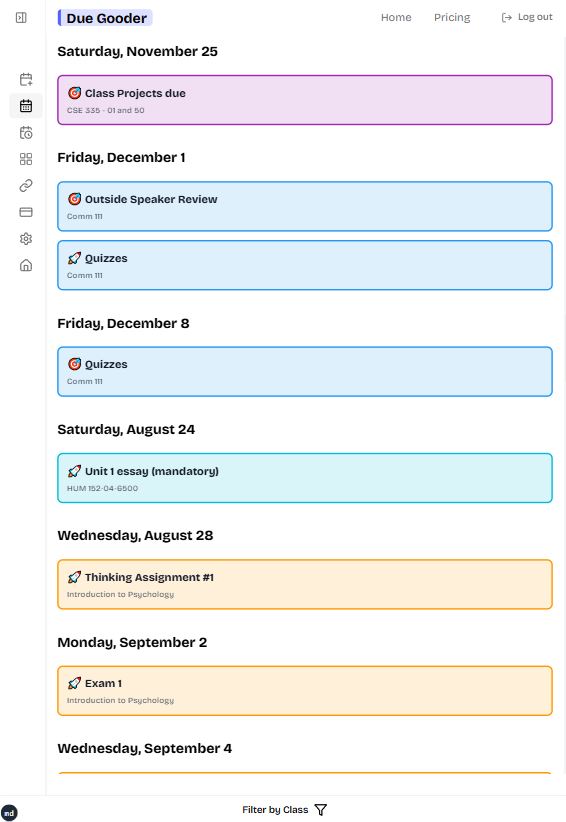 Due Gooder
Home
Pricing
Log out
Saturday, November 25
Class Projects due
CSE 335 - 01 and 50
Friday, December 1
Outside Speaker Review
Comm 111
Quizzes
Comm 111
Friday, December 8
Quizzes
Comm 111
Saturday, August 24
Unit 1 essay (mandatory)
HUM 152-04-6500
Wednesday, August 28
Thinking Assignment #1
Introduction to Psychology
Monday, September 2
Exam 1
Introduction to Psychology
Wednesday, September 4
Filter by Class
md